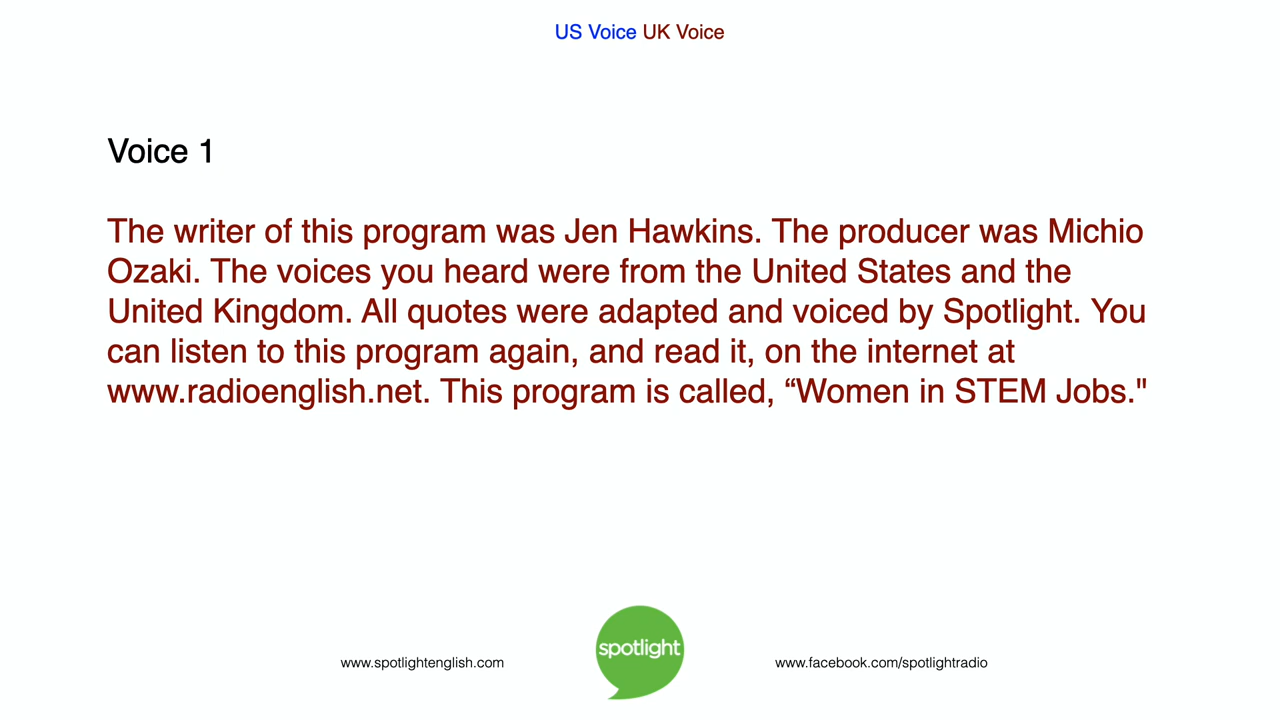 US Voice UK Voice
Voice 1
The writer of this program was Jen Hawkins. The producer was Michio
Ozaki. The voices you heard were from the United States and the
United Kingdom. All quotes were adapted and voiced by Spotlight. You
can listen to this program again, and read it, on the internet at
www.radioenglish.net. This program is called, “Women in STEM Jobs."
www.spotlightenglish.com
spotlight
www.facebook.com/spotlightradio